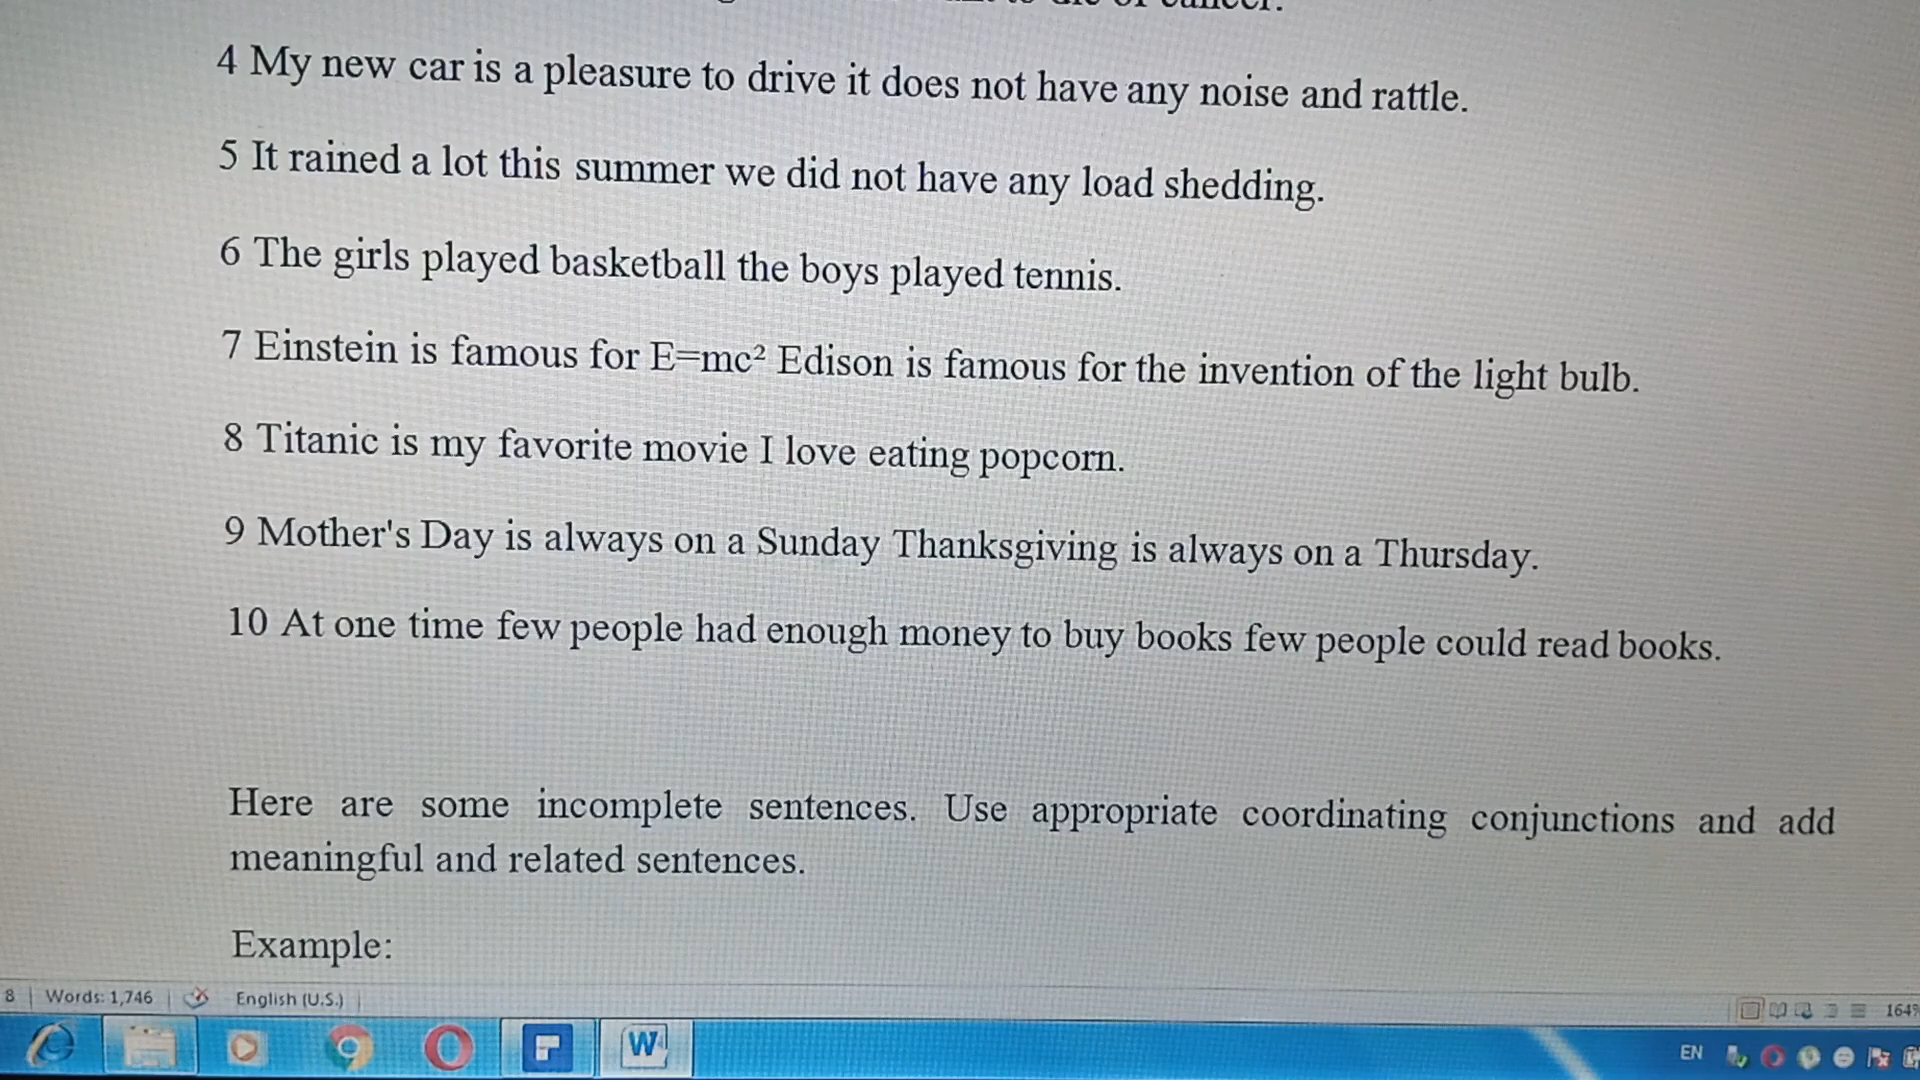 cancer.
4 My new car is a pleasure to drive it does not have any noise and rattle.
5 It rained a lot this summer we did not have any load shedding.
6 The girls played basketball the boys played tennis.
7 Einstein is famous for E=mc² Edison is famous for the invention of the light bulb.
8 Titanic is my favorite movie I love eating popcorn.
9 Mother's Day is always on a Sunday Thanksgiving is always on a Thursday.
10 At one time few people had enough money to buy books few people could read books.
Here are some incomplete sentences. Use appropriate coordinating conjunctions and add
meaningful and related sentences.
Example:
8 Words: 1,746 English (U.S.) 164%
W EN